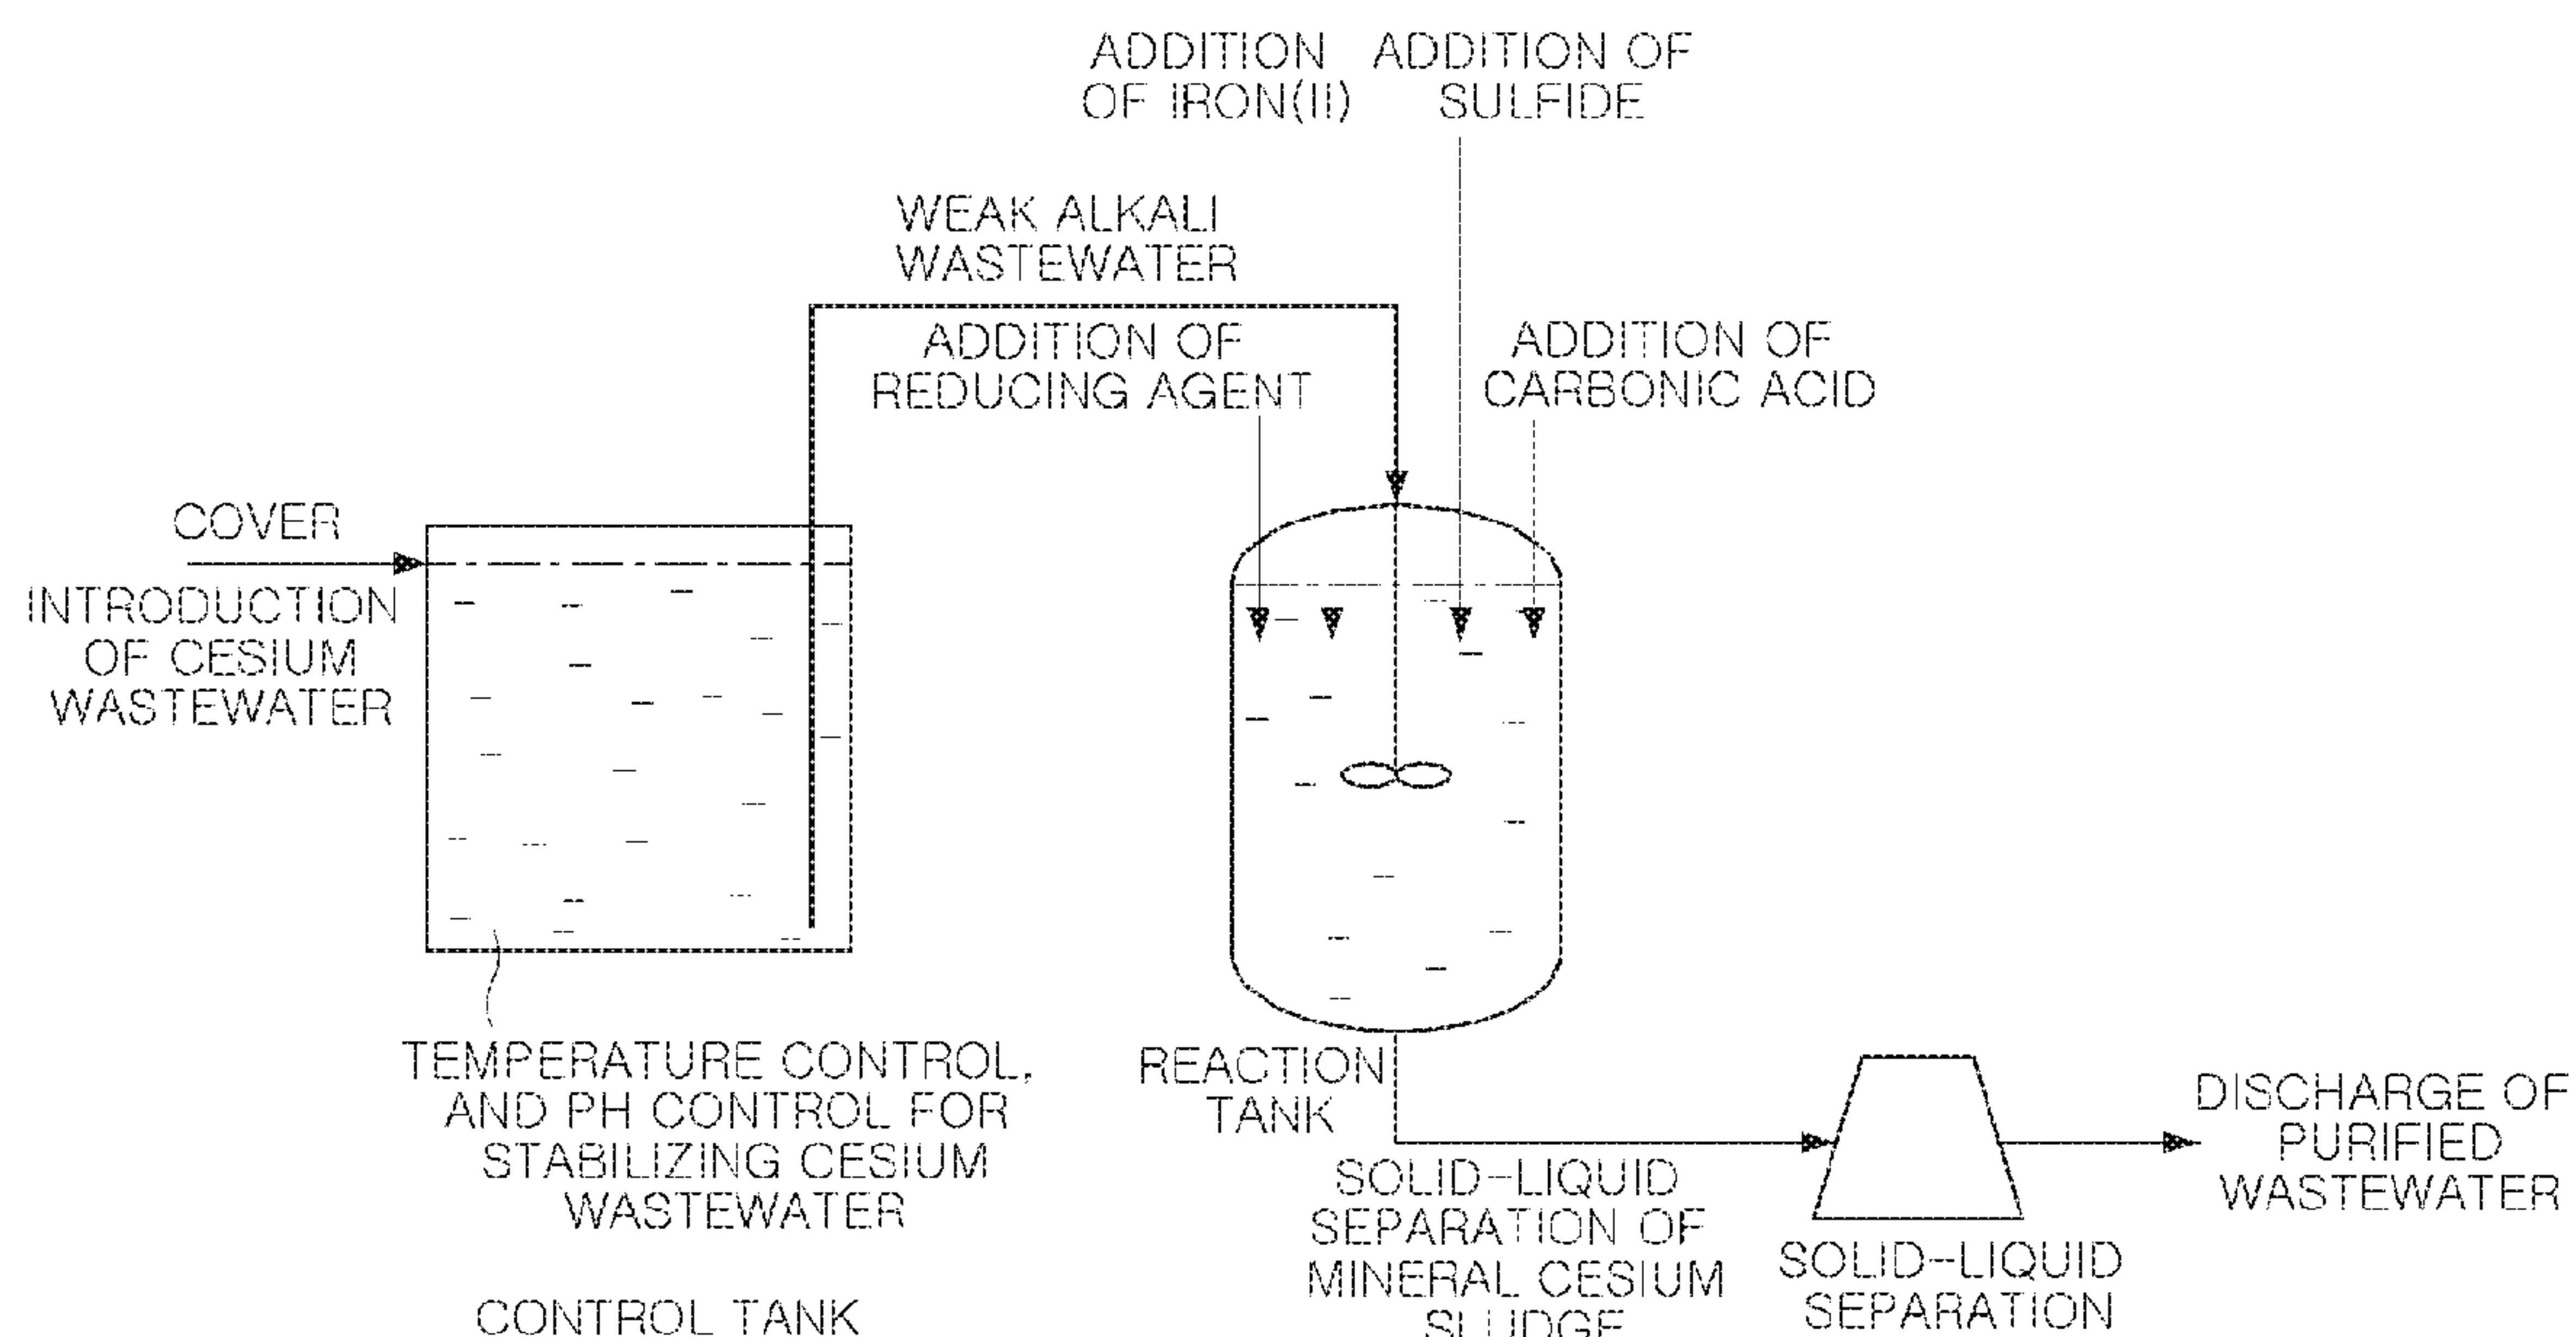 ADDITION
OF IRON(II)
ADDITION OF
SULFIDE
WEAK ALKALI
WASTEWATER
ADDITION OF
REDUCING AGENT
ADDITION OF
CARBONIC ACID
COVER
INTRODUCTION
OF CESIUM
WASTEWATER
TEMPERATURE CONTROL,
AND PH CONTROL FOR
STABILIZING CESIUM
WASTEWATER
CONTROL TANK
REACTION
TANK
SOLID-LIQUID
SEPARATION OF
MINERAL CESIUM
SLUDGE
SOLID-LIQUID
SEPARATION
DISCHARGE OF
PURIFIED
WASTEWATER